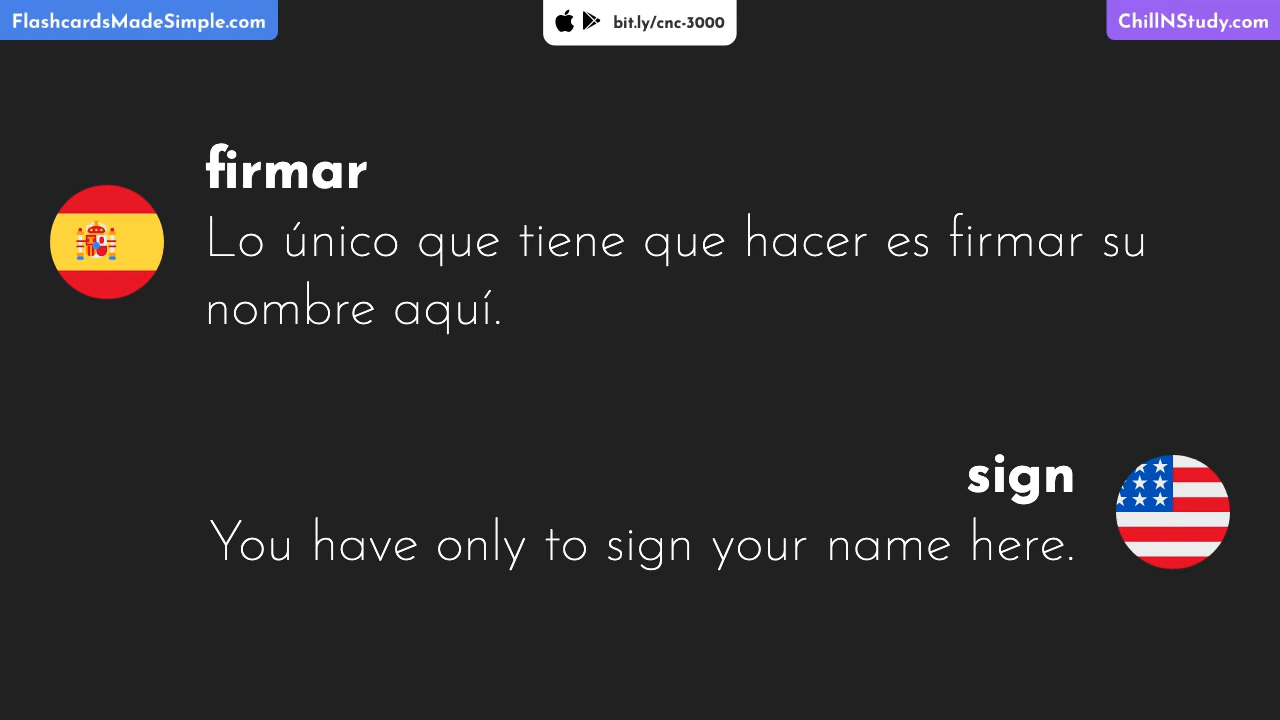 FlashcardsMadeSimple.com
bit.ly/cnc-3000
ChillNStudy.com
firmar
Lo único que tiene que hacer es firmar su
nombre aquí.
sign
You have only to sign your name here.